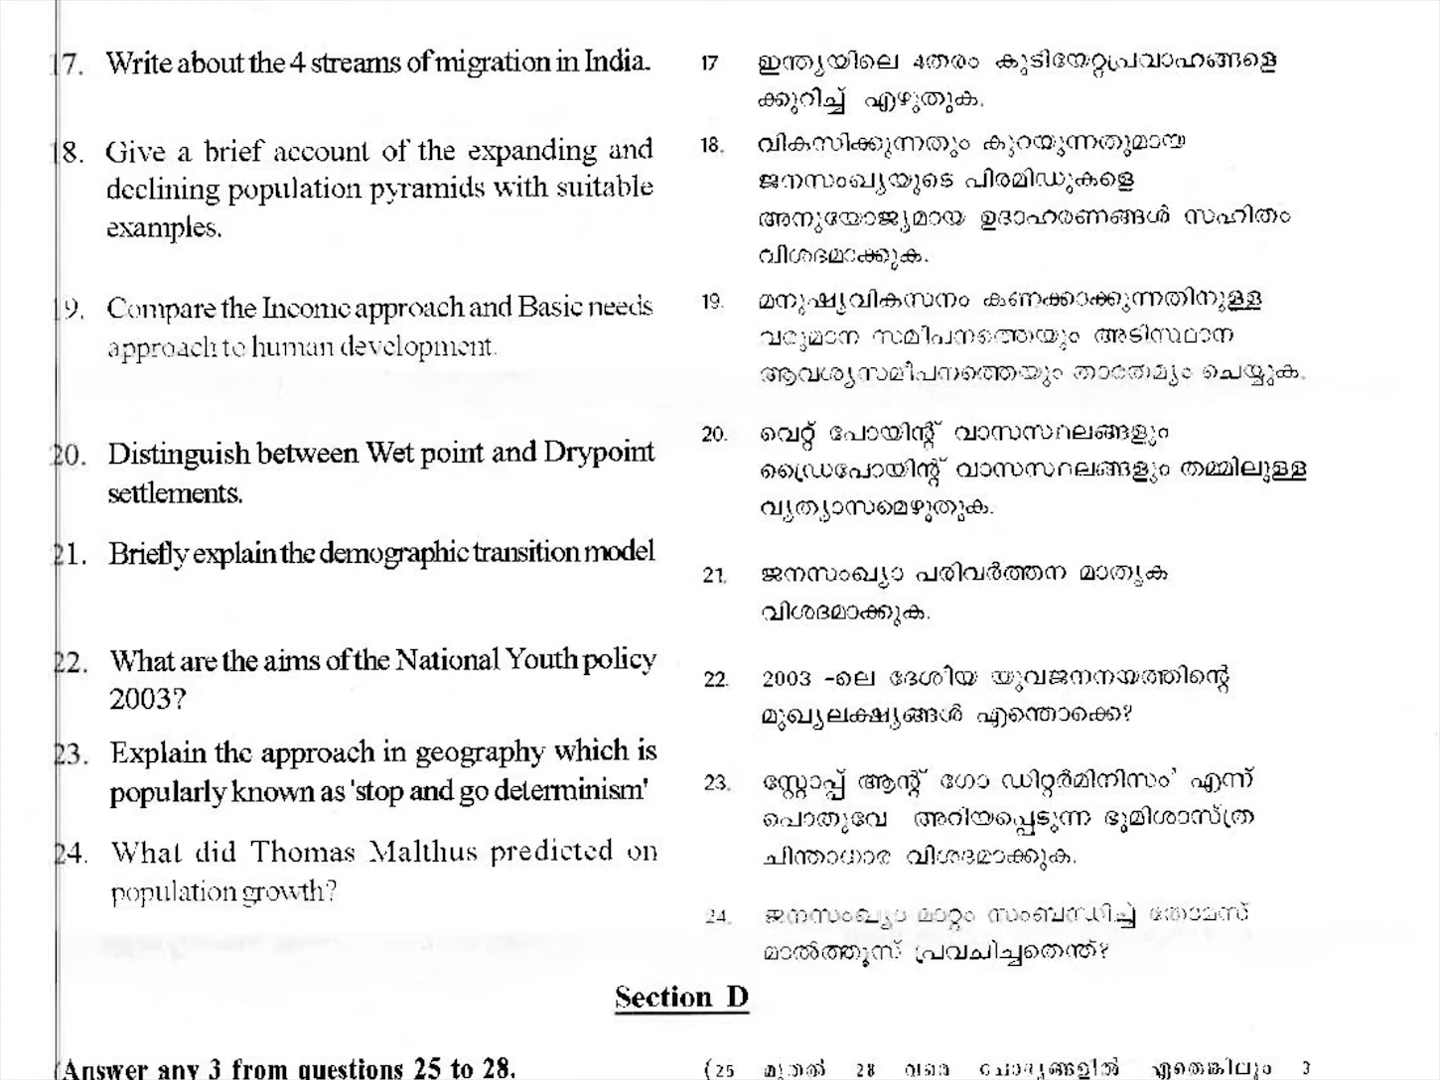 17. Write about the 4 streams of migration in India.
18. Give a brief account of the expanding and
declining population pyramids with suitable
examples.
19. Compare the Income approach and Basic needs
approach to human development.
20. Distinguish between Wet point and Drypoint
settlements.
21. Briefly explain the demographic transition model
22. What are the aims of the National Youth policy
2003?
23. Explain the approach in geography which is
popularly known as 'stop and go determinism'
24. What did Thomas Malthus predicted on
population growth?
17 ഇന്ത്യയിലെ 4തരം കുടിയേറ്റപ്രവാഹങ്ങളെ
ക്കുറിച്ച് എഴുതുക.
18. വികസിക്കുന്നതും കുറയുന്നതുമായ
ജനസംഖ്യയുടെ പിരമിഡുകളെ
അനുയോജ്യമായ ഉദാഹരണങ്ങൾ സഹിതം
വിശദമാക്കുക.
19. മനുഷ്യവികസനം കണക്കാക്കുന്നതിനുള്ള
വരുമാന സമീപനത്തെയും അടിസ്ഥാന
ആവശ്യസമീപനത്തെയും താരതമ്യം ചെയ്യുക.
20. വെറ്റ് പോയിന്റ് വാസസ്ഥലങ്ങളും
ഡ്രൈപോയിന്റ് വാസസ്ഥലങ്ങളും തമ്മിലുള്ള
വ്യത്യാസമെഴുതുക.
21. ജനസംഖ്യാ പരിവർത്തന മാതൃക
വിശദമാക്കുക.
22. 2003 -ലെ ദേശീയ യുവജനനയത്തിന്റെ
മുഖ്യലക്ഷ്യങ്ങൾ എന്തൊക്കെ?
23. സ്റ്റോപ്പ് ആന്റ് ഗോ ഡിറ്റർമിനിസം' എന്ന്
പൊതുവേ അറിയപ്പെടുന്ന ഭൂമിശാസ്ത്ര
ചിന്താധാര വിശദമാക്കുക.
24. ജനസംഖ്യാ മാറ്റം സംബന്ധിച്ച് തോമസ്
മാൽത്തൂസ് പ്രവചിച്ചതെന്ത്?
Section D
(Answer any 3 from questions 25 to 28.
(25 മുതൽ 28 വരെ ചോദ്യങ്ങളിൽ ഏതെങ്കിലും 3